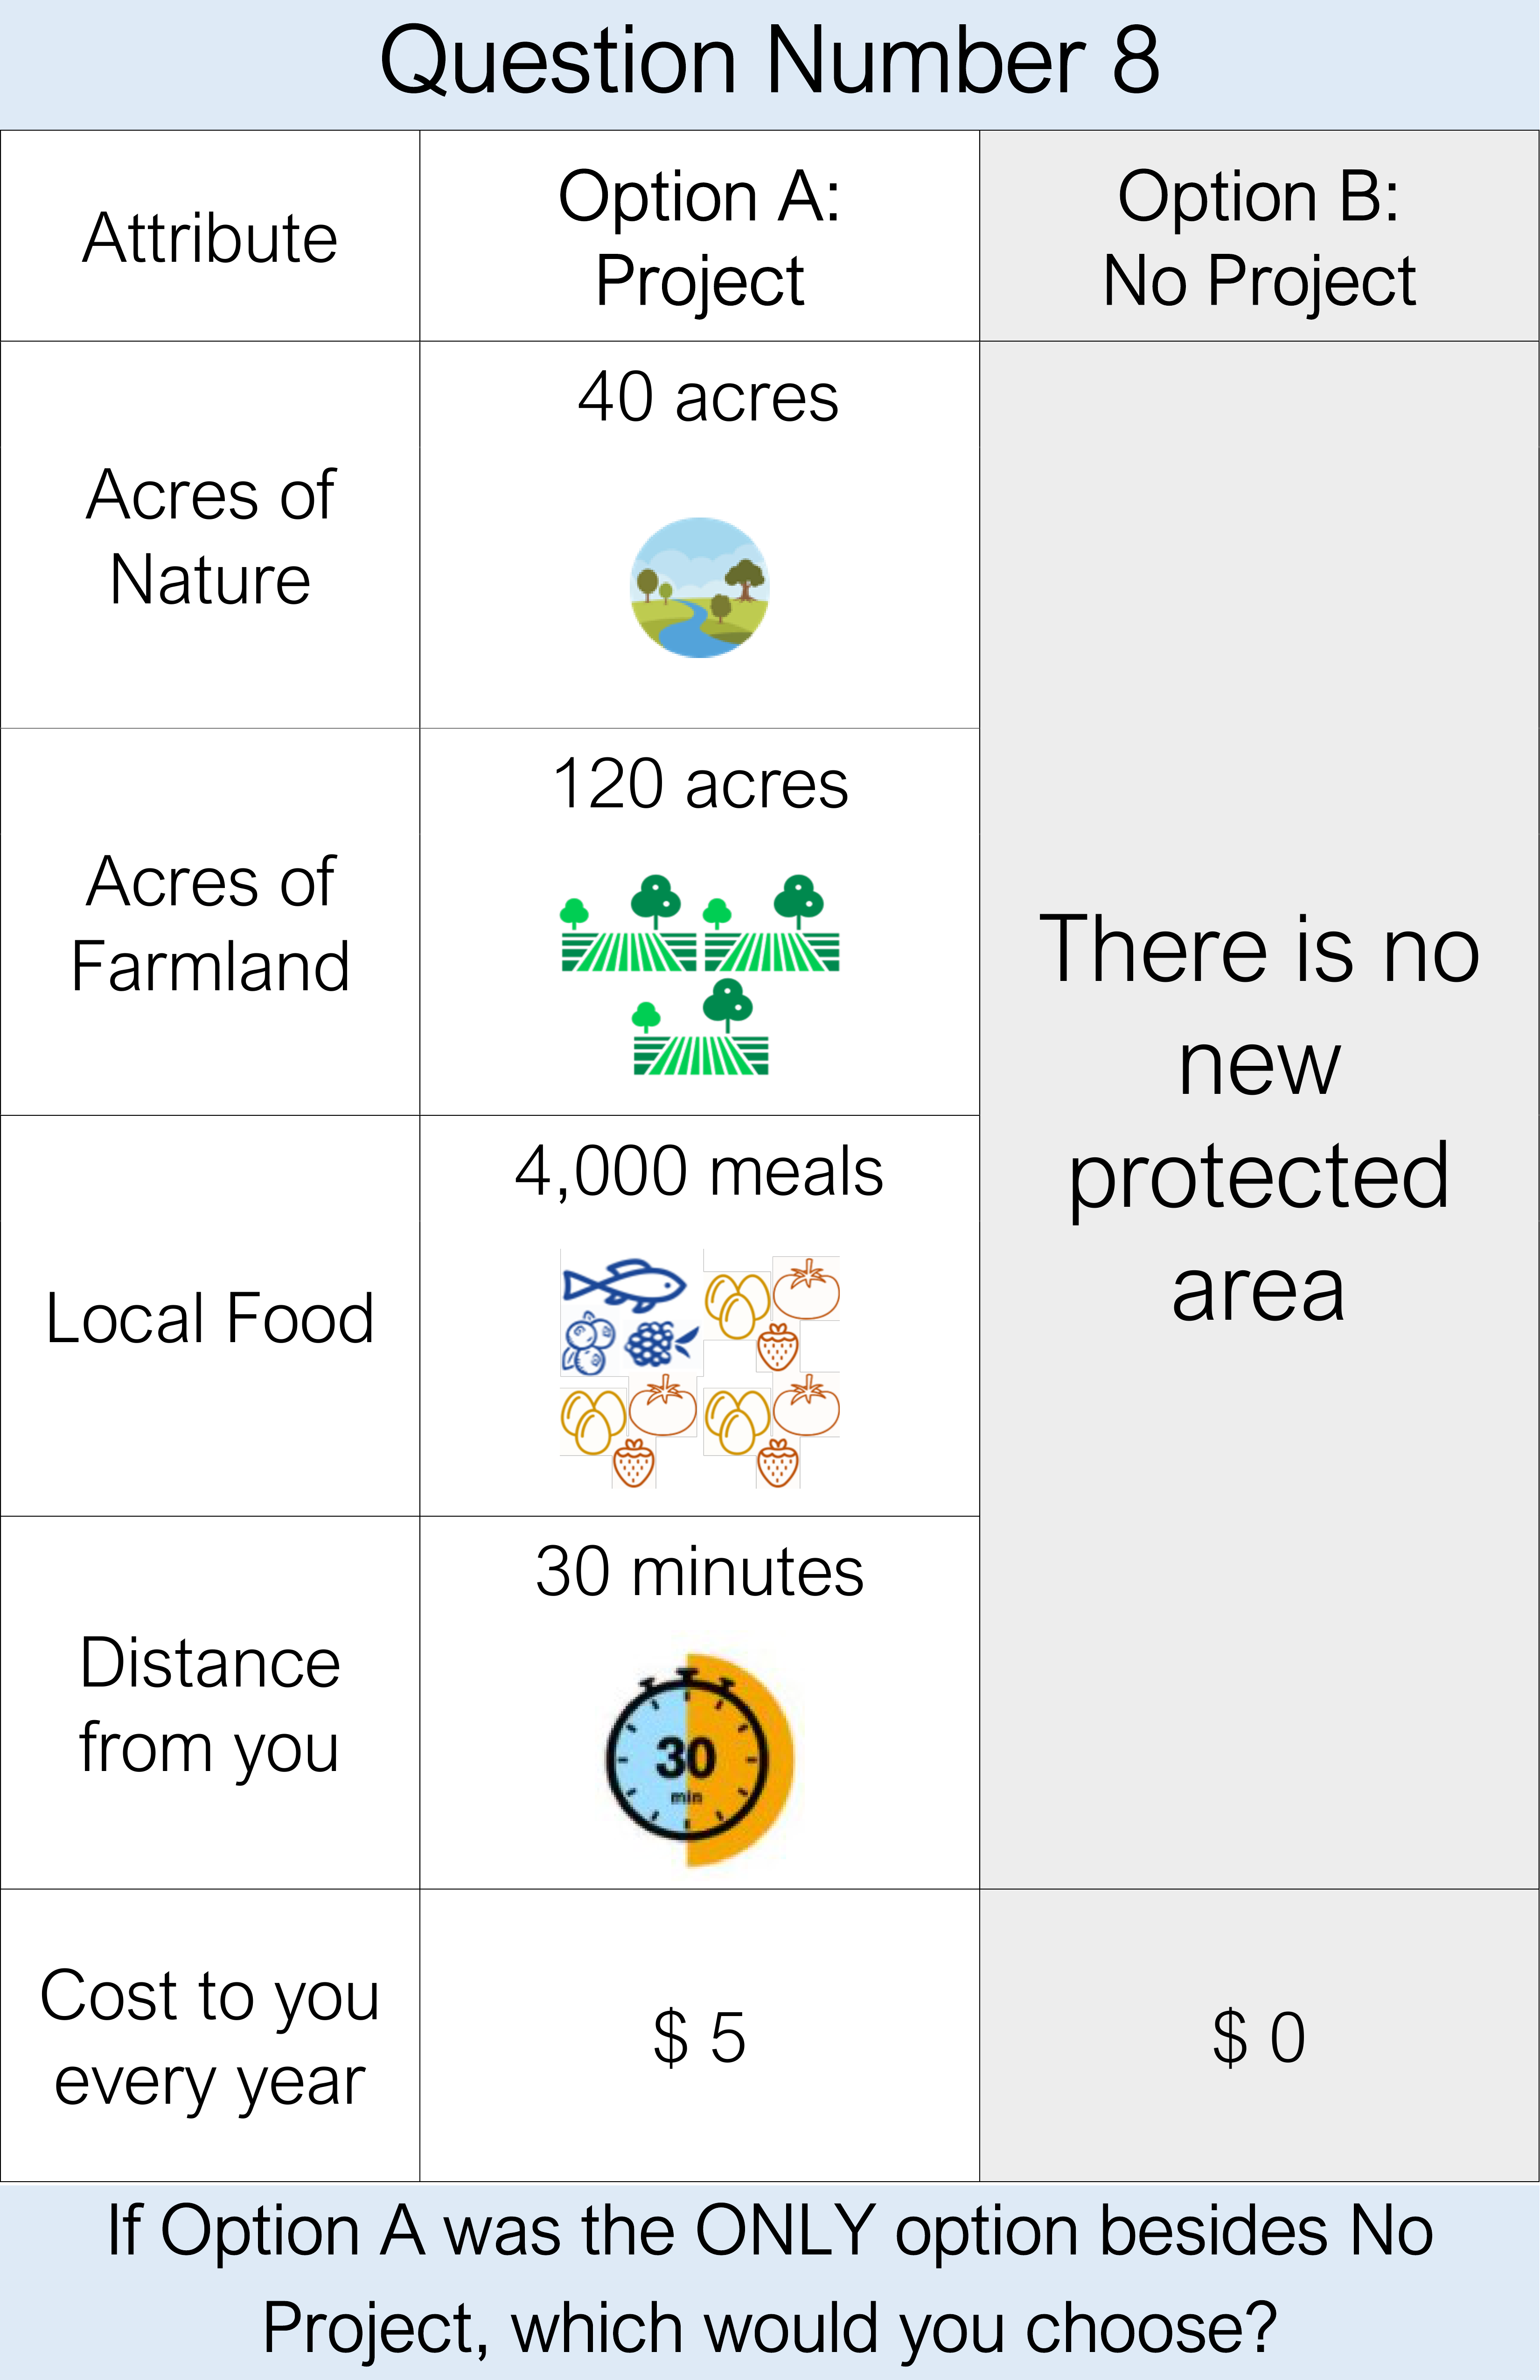 Question Number 8
Attribute
Option A:
Project
Option B:
No Project
Acres of
Nature
40 acres
Acres of
Farmland
120 acres
Local Food
4,000 meals
Distance
from you
30 minutes
30
min
There is no
new
protected
area
Cost to you
every year
$ 5
$ 0
If Option A was the ONLY option besides No
Project, which would you choose?